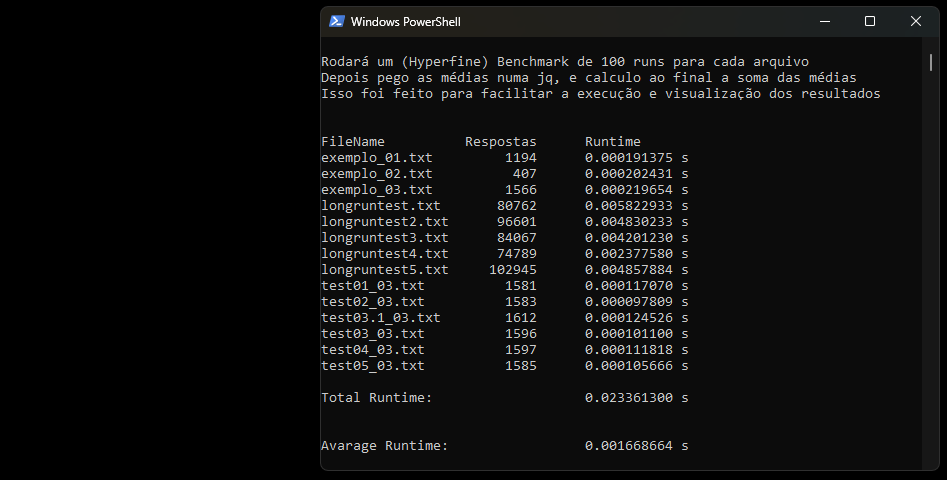 Windows PowerShell
Rodará um (Hyperfine) Benchmark de 100 runs para cada arquivo
Depois pego as médias numa jq, e calculo ao final a soma das médias
Isso foi feito para facilitar a execução e visualização dos resultados
FileName Respostas Runtime
exemplo_01.txt 1194 0.000191375 s
exemplo_02.txt 407 0.000202431 s
exemplo_03.txt 1566 0.000219654 s
longruntest.txt 80762 0.005822933 s
longruntest2.txt 96601 0.004830233 s
longruntest3.txt 84067 0.004201230 s
longruntest4.txt 74789 0.002377580 s
longruntest5.txt 102945 0.004857884 s
test01_03.txt 1581 0.000117070 s
test02_03.txt 1583 0.000097809 s
test03.1_03.txt 1612 0.000124526 s
test03_03.txt 1596 0.000101100 s
test04_03.txt 1597 0.000111818 s
test05_03.txt 1585 0.000105666 s
Total Runtime: 0.023361300 s
Avarage Runtime: 0.001668664 s